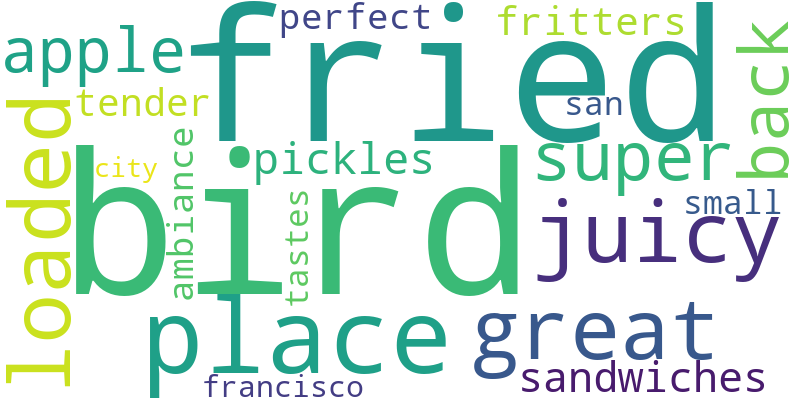 perfect
fritters
apple
fried
back
tender
san
loaded
city
ambiance
pickles
super
bird
tastes
small
juicy
place
great
francisco
sandwiches